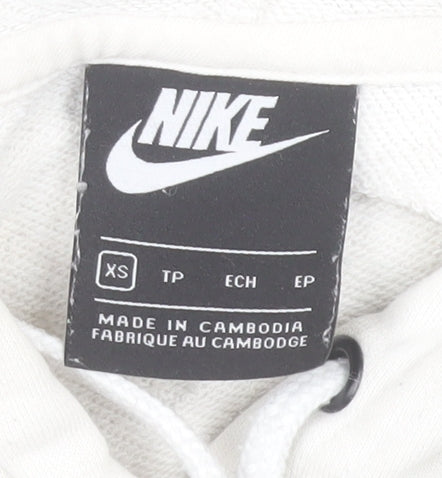 NIKE
XS TP ECH EP
MADE IN CAMBODIA
FABRIQUE AU CAMBODGE